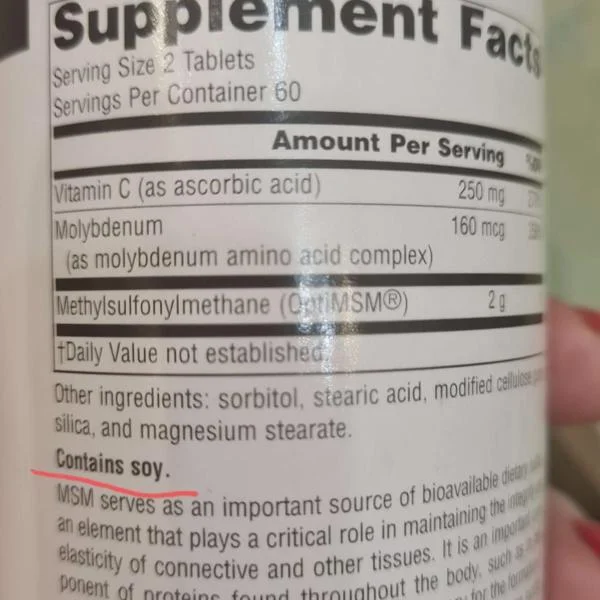 Supplement Facts
Serving Size 2 Tablets
Servings Per Container 60
Amount Per Serving
Vitamin C (as ascorbic acid) 250 mg
Molybdenum 160 mcg
(as molybdenum amino acid complex)
Methylsulfonylmethane (OptiMSM®) 2 g
†Daily Value not established.
Other ingredients: sorbitol, stearic acid, modified cellulose
silica, and magnesium stearate.
Contains soy.
MSM serves as an important source of bioavailable dietary
an element that plays a critical role in maintaining the
elasticity of connective and other tissues. It is an important
ponent of proteins found throughout the body, such as
for the